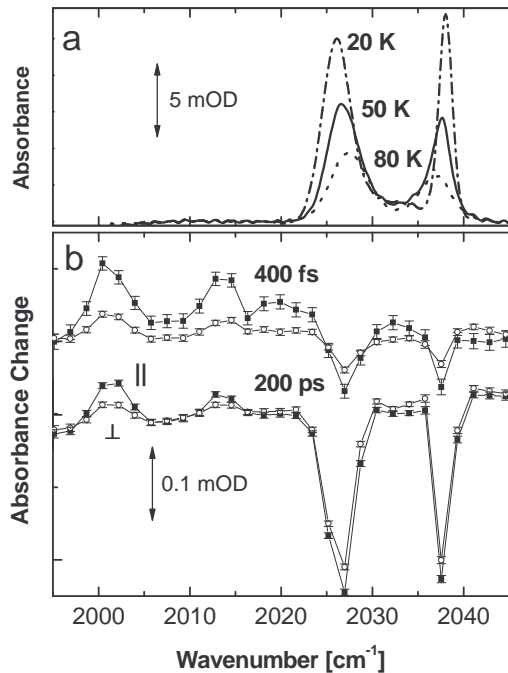 a
20 K
50 K
80 K
5 mOD
Absorbance
b
400 fs
200 ps
||
⊥
0.1 mOD
Absorbance Change
2000 2010 2020 2030 2040
Wavenumber [cm⁻¹]